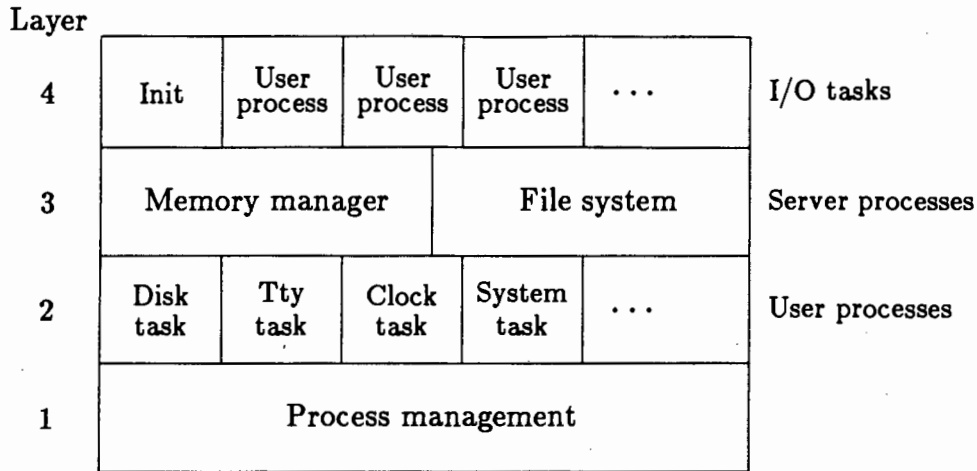 Layer
4
Init
User
process
User
process
User
process
...
I/O tasks
3
Memory manager
File system
Server processes
2
Disk
task
Tty
task
Clock
task
System
task
...
User processes
1
Process management